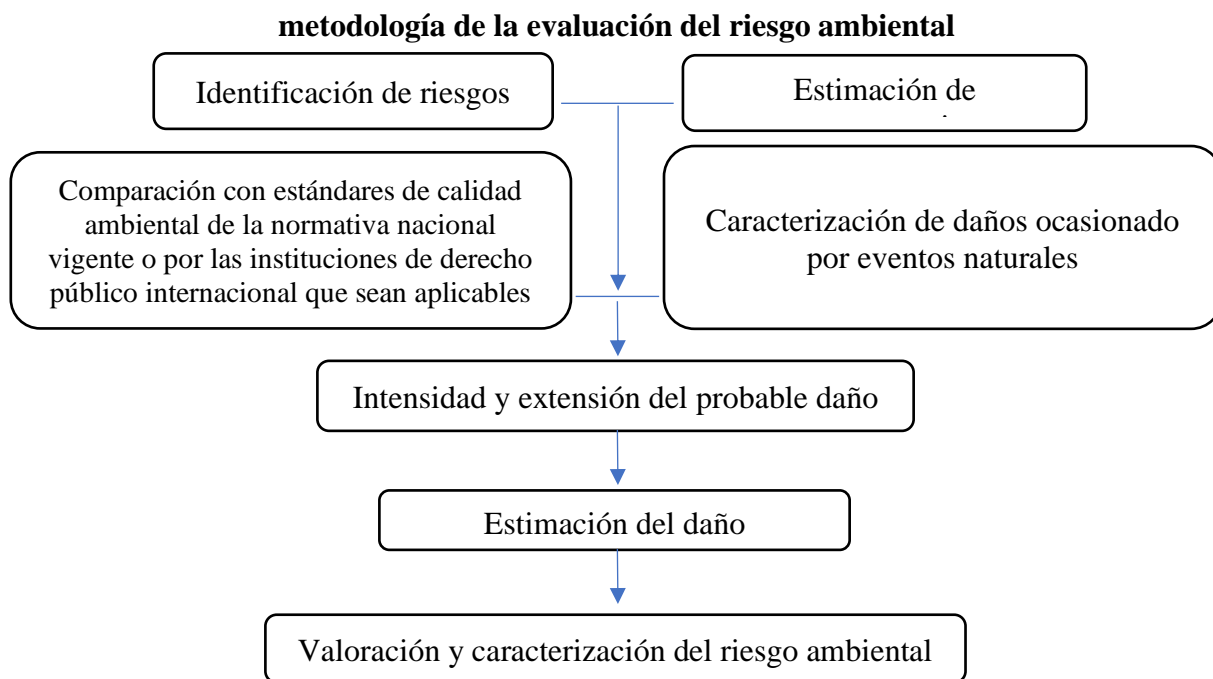 metodología de la evaluación del riesgo ambiental
Identificación de riesgos
Estimación de
Comparación con estándares de calidad
ambiental de la normativa nacional
vigente o por las instituciones de derecho
público internacional que sean aplicables
Caracterización de daños ocasionado
por eventos naturales
Intensidad y extensión del probable daño
Estimación del daño
Valoración y caracterización del riesgo ambiental